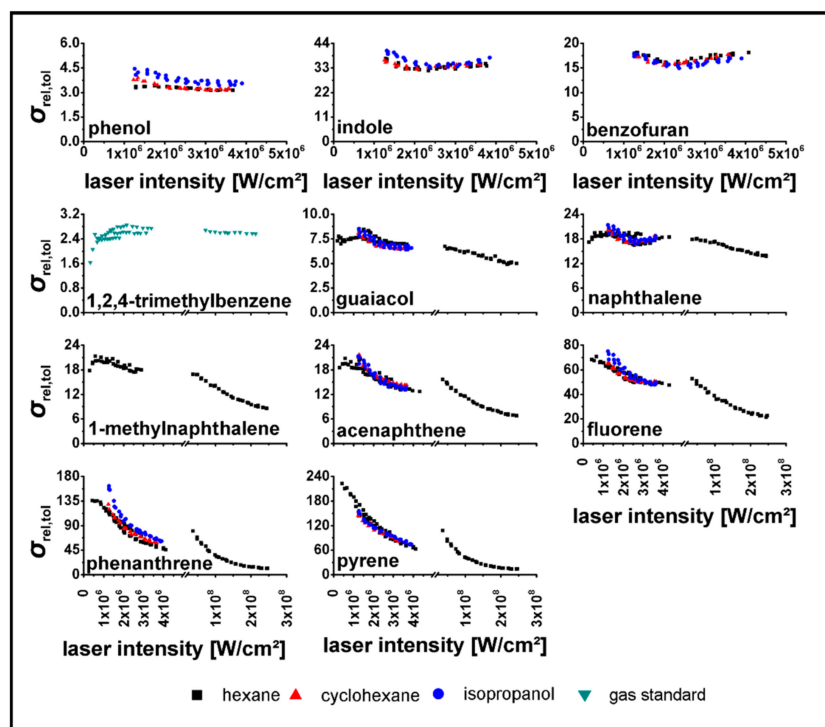 6.0
4.5
3.0
1.5
0.0
σrel,tol
phenol
0 1x10⁶ 2x10⁶ 3x10⁶ 4x10⁶ 5x10⁶
laser intensity [W/cm²]
44
33
22
11
0
indole
0 1x10⁶ 2x10⁶ 3x10⁶ 4x10⁶ 5x10⁶
laser intensity [W/cm²]
20
15
10
5
0
benzofuran
0 1x10⁶ 2x10⁶ 3x10⁶ 4x10⁶ 5x10⁶
laser intensity [W/cm²]
3.2
2.4
1.6
0.8
0.0
σrel,tol
1,2,4-trimethylbenzene
10.0
7.5
5.0
2.5
0.0
guaiacol
24
18
12
6
0
naphthalene
24
18
12
6
0
σrel,tol
1-methylnaphthalene
24
18
12
6
0
acenaphthene
80
60
40
20
0
fluorene
0 1x10⁶ 2x10⁶ 3x10⁶ 4x10⁶ 1x10⁸ 2x10⁸ 3x10⁸
laser intensity [W/cm²]
180
135
90
45
0
σrel,tol
phenanthrene
0 1x10⁶ 2x10⁶ 3x10⁶ 4x10⁶ 1x10⁸ 2x10⁸ 3x10⁸
laser intensity [W/cm²]
240
180
120
60
0
pyrene
0 1x10⁶ 2x10⁶ 3x10⁶ 4x10⁶ 1x10⁸ 2x10⁸ 3x10⁸
laser intensity [W/cm²]
hexane cyclohexane isopropanol gas standard